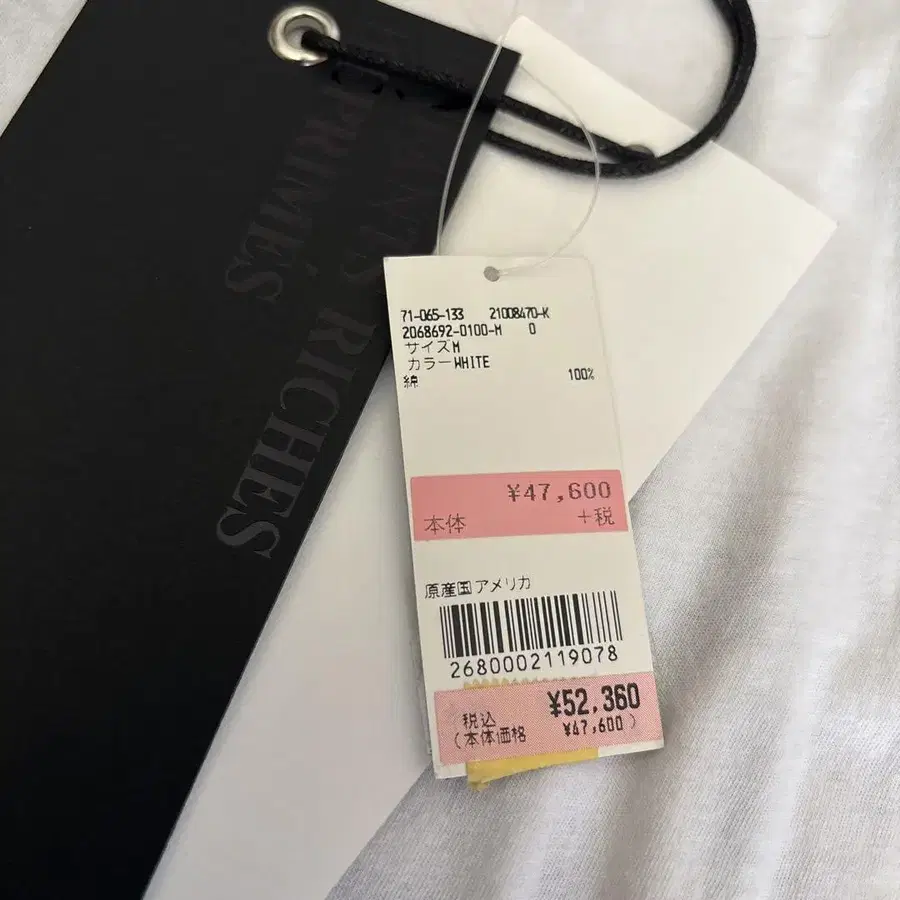 PRIMÉS
RICHES
71-065-133 21008470-K
2068692-0100-M 0
サイズM
カラーWHITE
綿 100%
¥47,600
本体 +税
原産国アメリカ
2680002119078
税込 ¥52,360
(本体価格 ¥47,600)